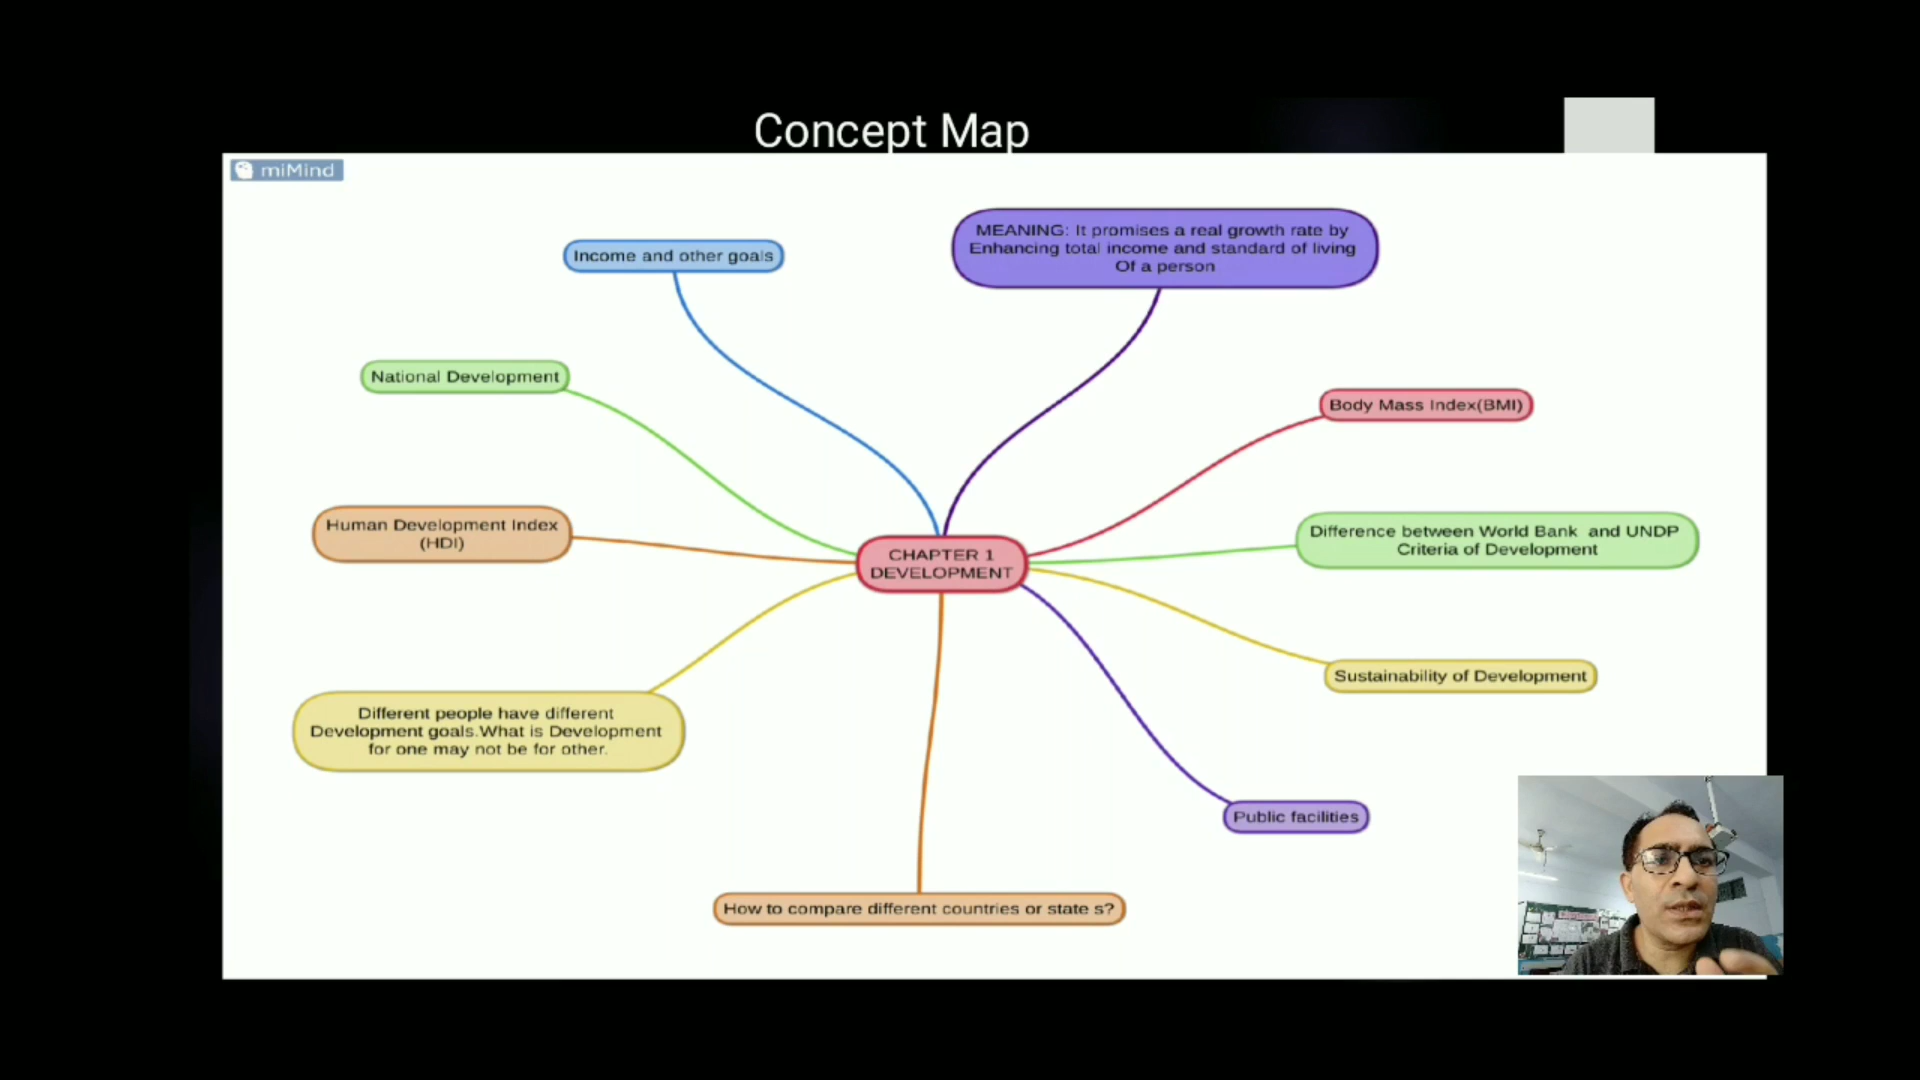 Concept Map
miMind
MEANING: It promises a real growth rate by
Enhancing total income and standard of living
Of a person
Income and other goals
National Development
Body Mass Index(BMI)
Human Development Index
(HDI)
Difference between World Bank  and UNDP
Criteria of Development
CHAPTER 1
DEVELOPMENT
Sustainability of Development
Different people have different
Development goals.What is Development
for one may not be for other.
Public facilities
How to compare different countries or state s?